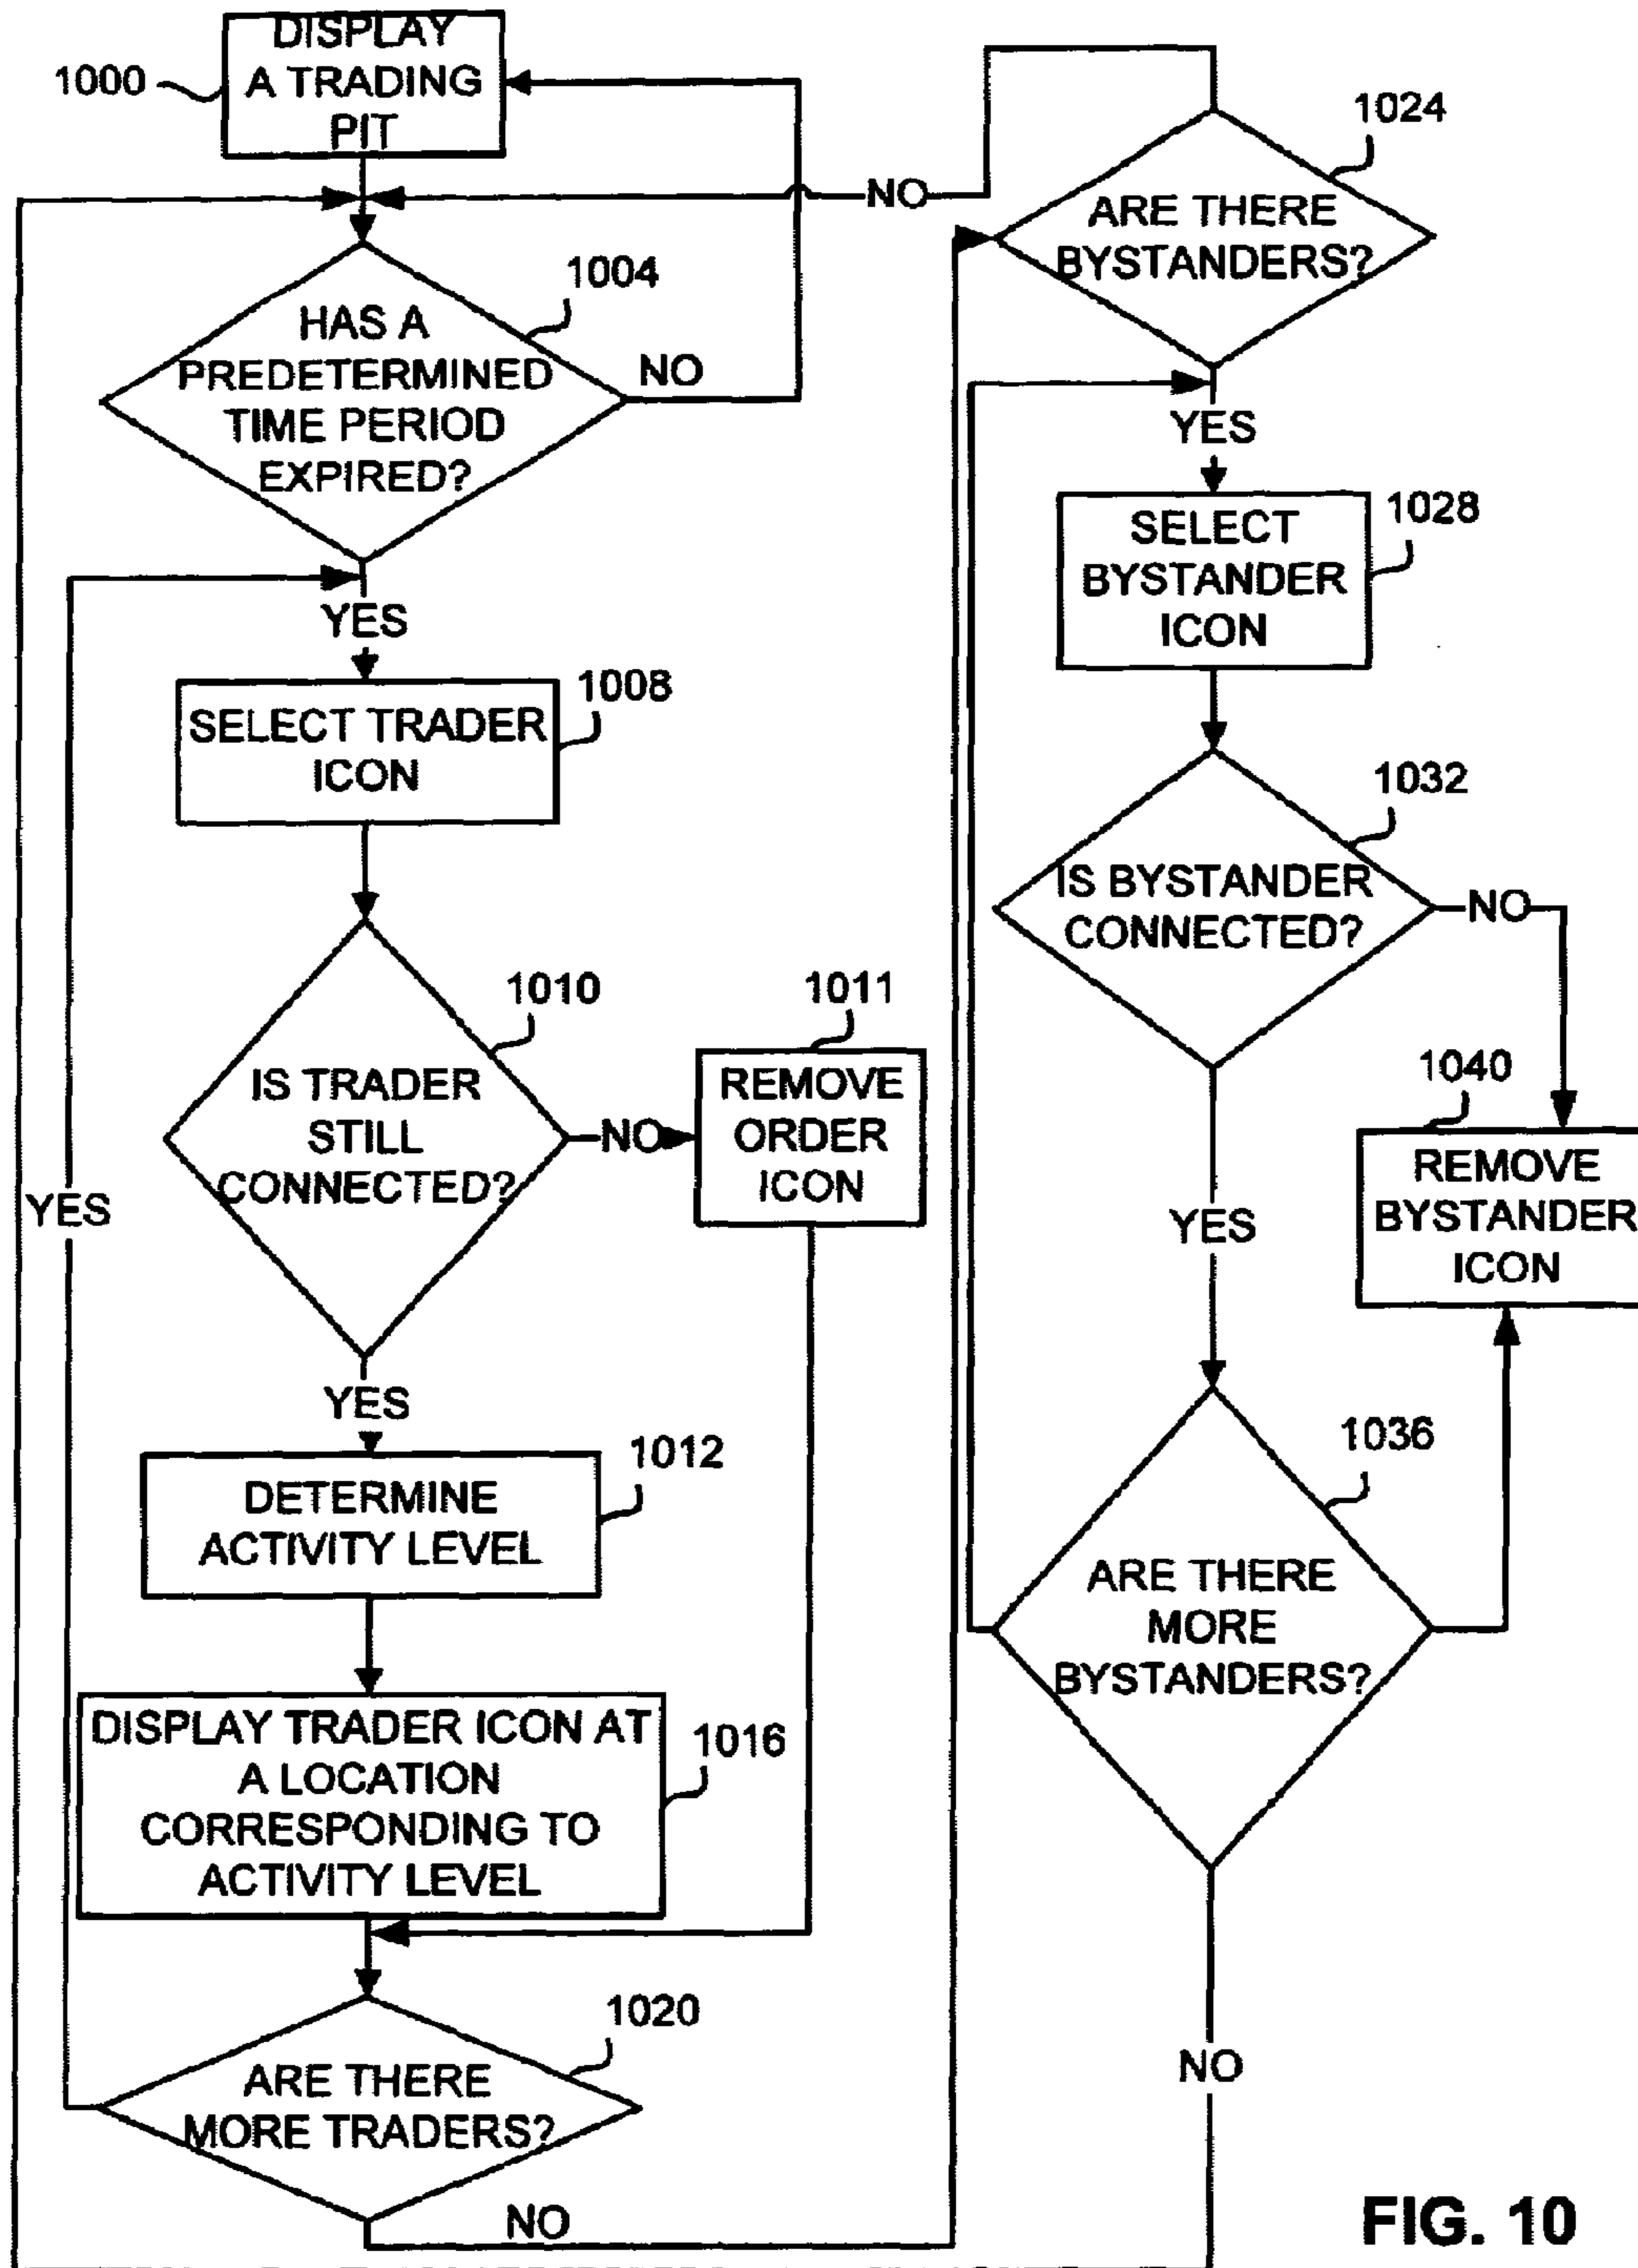 DISPLAY
A TRADING
PIT
1000
HAS A
PREDETERMINED
TIME PERIOD
EXPIRED?
1004
NO
YES
SELECT TRADER
ICON
1008
IS TRADER
STILL
CONNECTED?
1010
NO
REMOVE
ORDER
ICON
1011
YES
DETERMINE
ACTIVITY LEVEL
1012
DISPLAY TRADER ICON AT
A LOCATION
CORRESPONDING TO
ACTIVITY LEVEL
1016
ARE THERE
MORE TRADERS?
1020
YES
NO
ARE THERE
BYSTANDERS?
1024
NO
YES
SELECT
BYSTANDER
ICON
1028
IS BYSTANDER
CONNECTED?
1032
NO
REMOVE
BYSTANDER
ICON
1040
YES
ARE THERE
MORE
BYSTANDERS?
1036
NO
FIG. 10